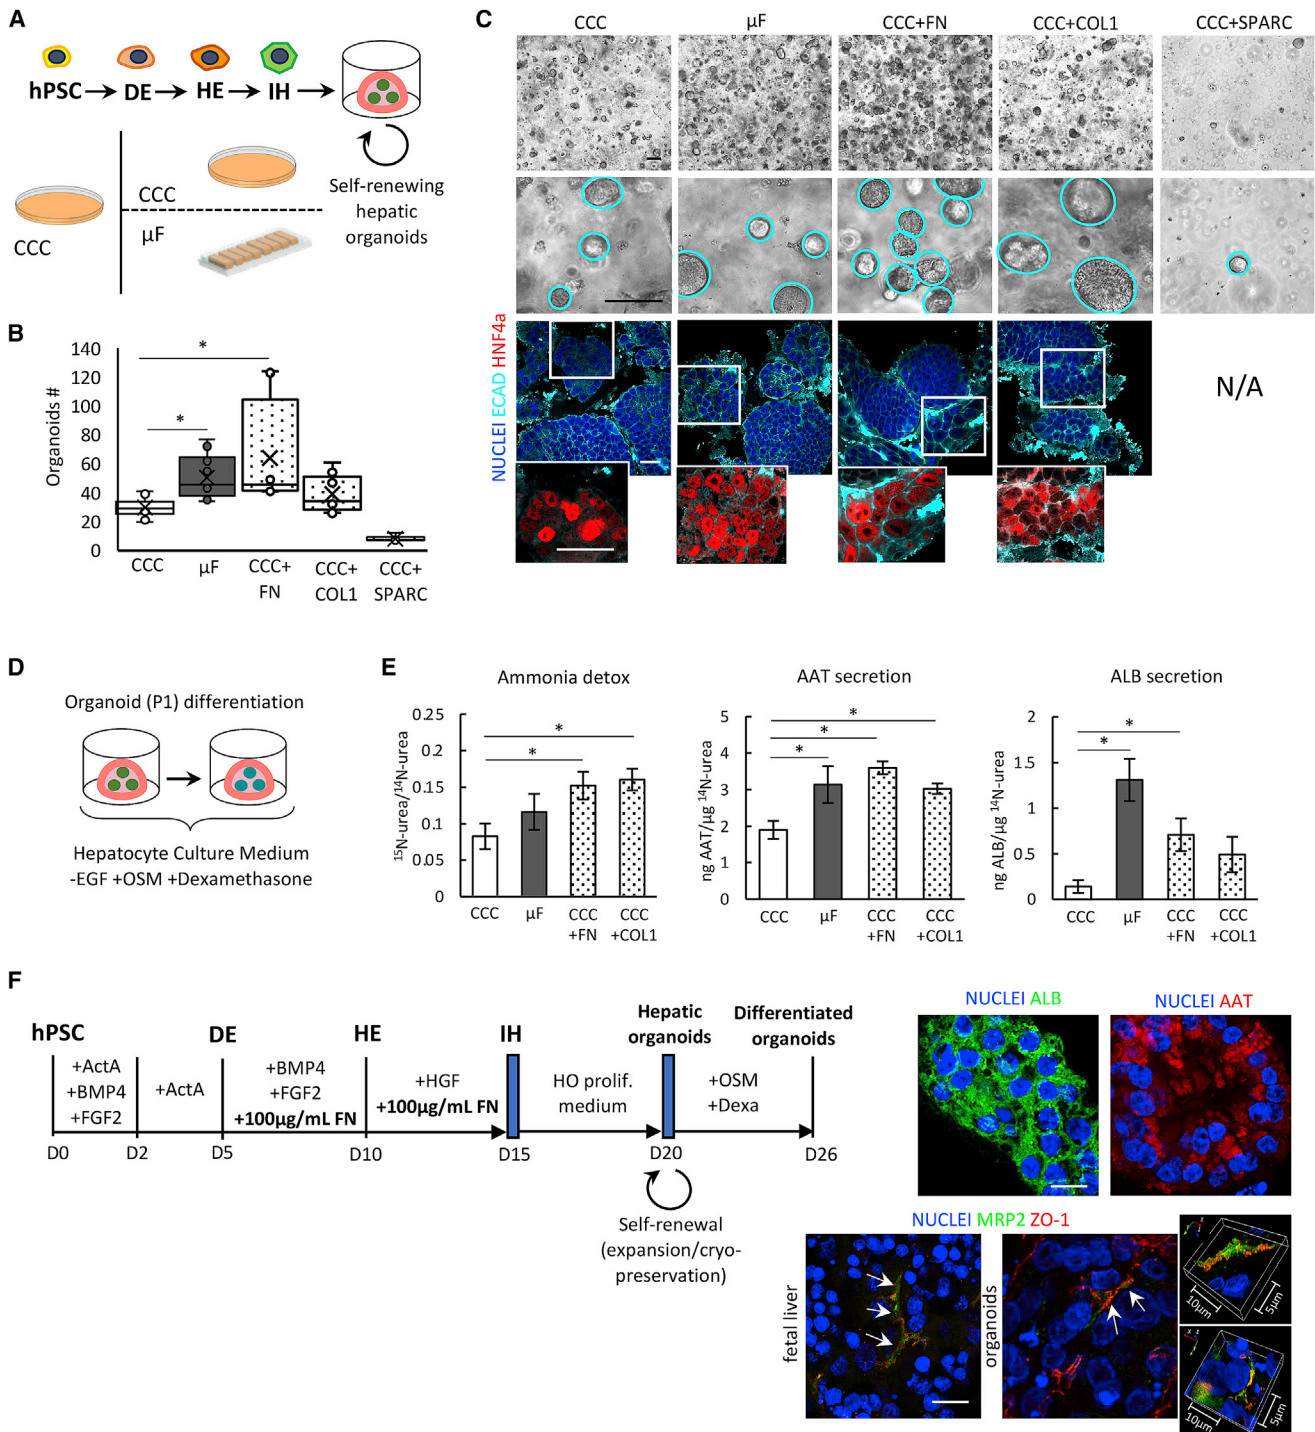 A
hPSC DE HE IH
CCC
CCC
µF
Self-renewing
hepatic
organoids
B
Organoids #
140
120
100
80
60
40
20
0
*
*
CCC
µF
CCC+
FN
CCC+
COL1
CCC+
SPARC
C
CCC
µF
CCC+FN
CCC+COL1
CCC+SPARC
NUCLEI ECAD HNF4a
N/A
D
Organoid (P1) differentiation
Hepatocyte Culture Medium
-EGF +OSM +Dexamethasone
E
Ammonia detox
¹⁵N-urea/¹⁴N-urea
0.25
0.2
0.15
0.1
0.05
0
*
*
CCC
µF
CCC
+FN
CCC
+COL1
AAT secretion
ng AAT/µg ¹⁴N-urea
5
4
3
2
1
0
*
*
*
CCC
µF
CCC
+FN
CCC
+COL1
ALB secretion
ng ALB/µg ¹⁴N-urea
2
1.5
1
0.5
0
*
*
CCC
µF
CCC
+FN
CCC
+COL1
F
hPSC
DE
HE
IH
Hepatic
organoids
Differentiated
organoids
+ActA
+BMP4
+FGF2
+ActA
+BMP4
+FGF2
+100µg/mL FN
+HGF
+100µg/mL FN
HO prolif.
medium
+OSM
+Dexa
D0
D2
D5
D10
D15
D20
D26
Self-renewal
(expansion/cryo-
preservation)
NUCLEI ALB
NUCLEI AAT
NUCLEI MRP2 ZO-1
fetal liver
organoids
10µm
5µm
10µm
5µm